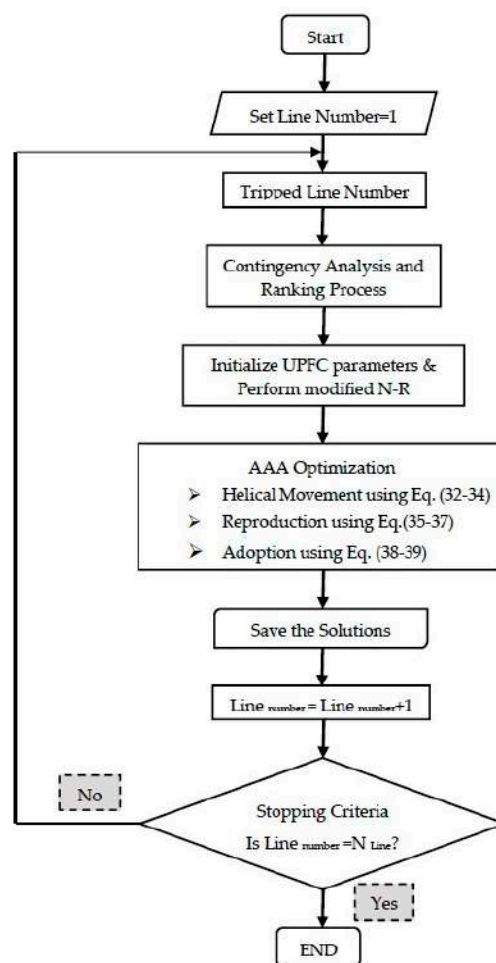 Start
Set Line Number=1
Tripped Line Number
Contingency Analysis and
Ranking Process
Initialize UPFC parameters &
Perform modified N-R
AAA Optimization
➤ Helical Movement using Eq. (32-34)
➤ Reproduction using Eq.(35-37)
➤ Adoption using Eq. (38-39)
Save the Solutions
Line number = Line number+1
No
Stopping Criteria
Is Line number =N Line?
Yes
END